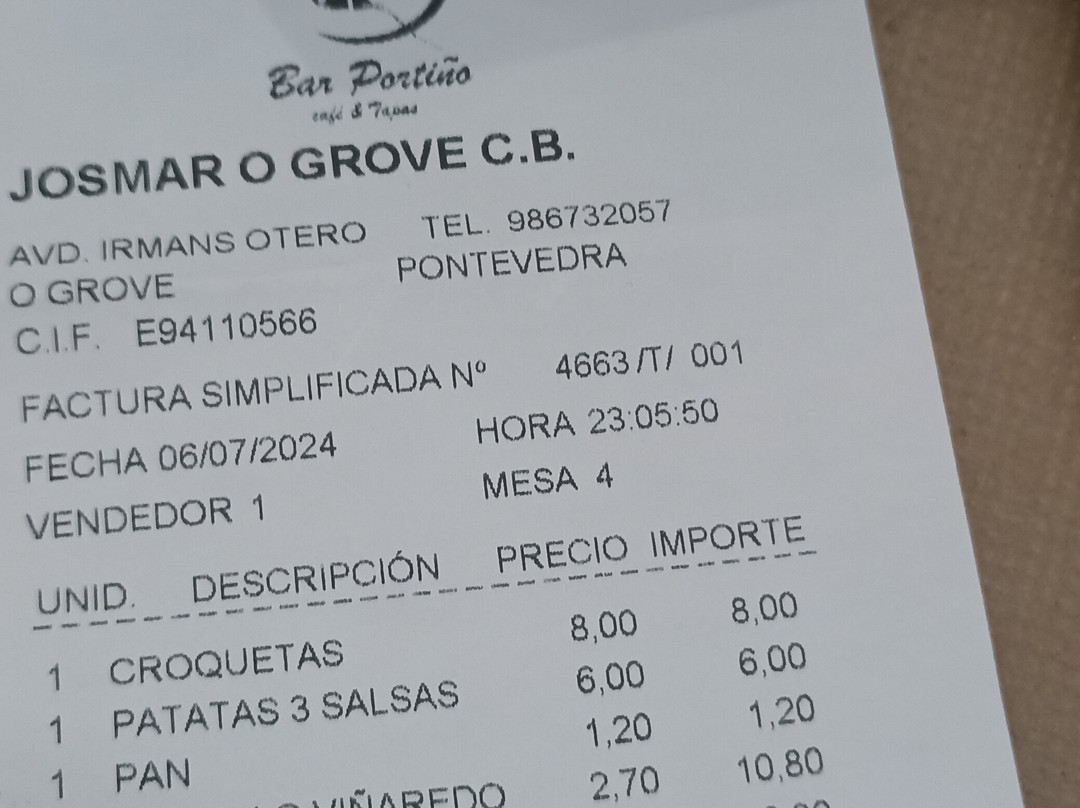 Bar Portiño
café & Tapas
JOSMAR O GROVE C.B.
AVD. IRMANS OTERO TEL. 986732057
O GROVE PONTEVEDRA
C.I.F. E94110566
FACTURA SIMPLIFICADA Nº 4663 /T/ 001
FECHA 06/07/2024 HORA 23:05:50
VENDEDOR 1 MESA 4
UNID. DESCRIPCIÓN PRECIO IMPORTE
1 CROQUETAS 8,00 8,00
1 PATATAS 3 SALSAS 6,00 6,00
1 PAN 1,20 1,20
VIÑAREDO 2,70 10,80